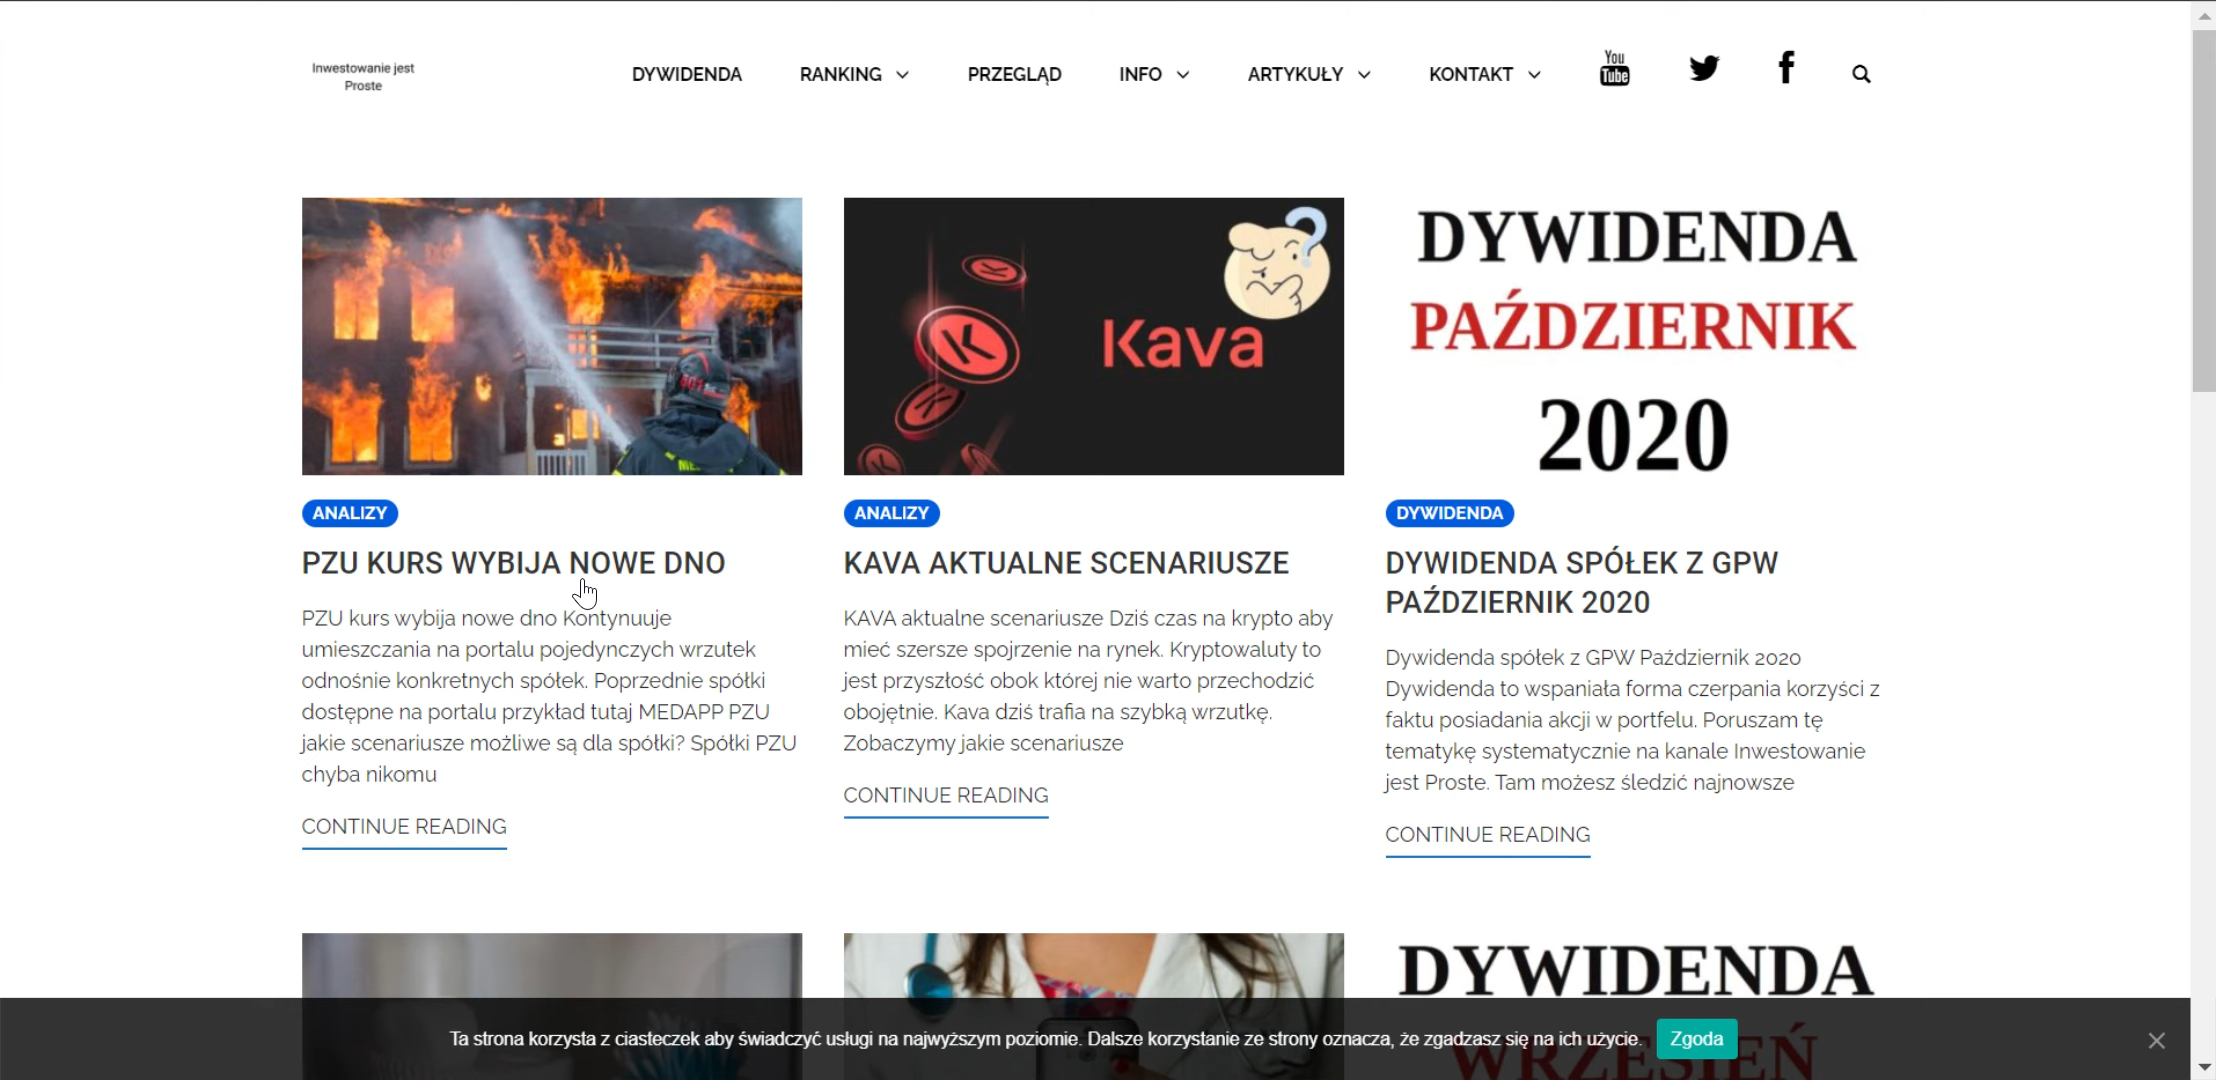 Inwestowanie jest
Proste
DYWIDENDA
RANKING
PRZEGLĄD
INFO
ARTYKUŁY
KONTAKT
You
Tube
f
Kava
DYWIDENDA
PAŹDZIERNIK
2020
ANALIZY
PZU KURS WYBIJA NOWE DNO
PZU kurs wybija nowe dno Kontynuuje
umieszczania na portalu pojedynczych wrzutek
odnośnie konkretnych spółek. Poprzednie spółki
dostępne na portalu przykład tutaj MEDAPP PZU
jakie scenariusze możliwe są dla spółki? Spółki PZU
chyba nikomu
CONTINUE READING
ANALIZY
KAVA AKTUALNE SCENARIUSZE
KAVA aktualne scenariusze Dziś czas na krypto aby
mieć szersze spojrzenie na rynek. Kryptowaluty to
jest przyszłość obok której nie warto przechodzić
obojętnie. Kava dziś trafia na szybką wrzutkę.
Zobaczymy jakie scenariusze
CONTINUE READING
DYWIDENDA
DYWIDENDA SPÓŁEK Z GPW
PAŹDZIERNIK 2020
Dywidenda spółek z GPW Październik 2020
Dywidenda to wspaniała forma czerpania korzyści z
faktu posiadania akcji w portfelu. Poruszam tę
tematykę systematycznie na kanale Inwestowanie
jest Proste. Tam możesz śledzić najnowsze
CONTINUE READING
DYWIDENDA
WRZESIEŃ
Ta strona korzysta z ciasteczek aby świadczyć usługi na najwyższym poziomie. Dalsze korzystanie ze strony oznacza, że zgadzasz się na ich użycie.
Zgoda